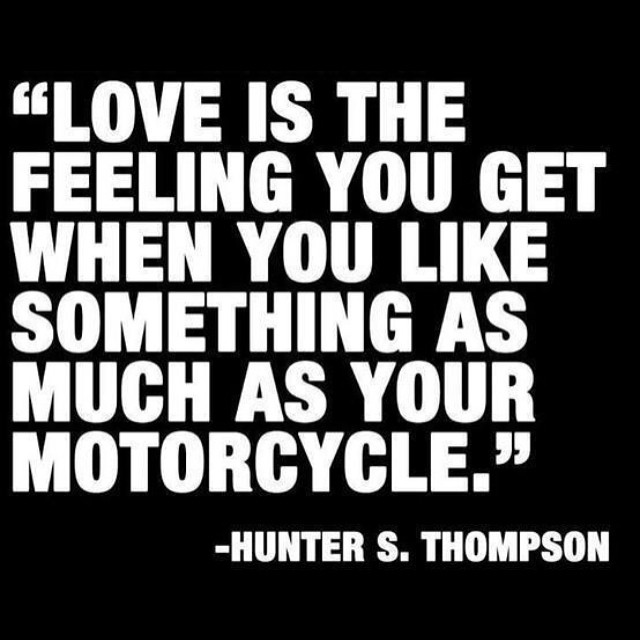 “LOVE IS THE
FEELING YOU GET
WHEN YOU LIKE
SOMETHING AS
MUCH AS YOUR
MOTORCYCLE.”
-HUNTER S. THOMPSON